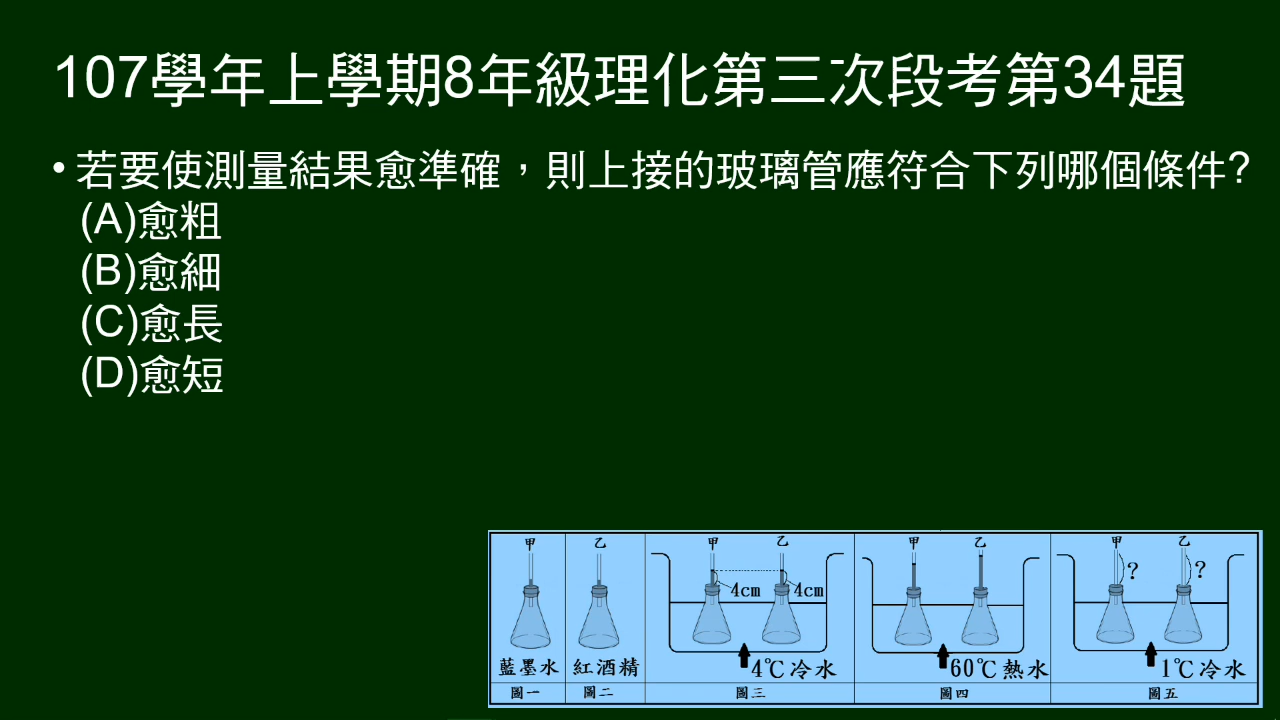 107學年上學期8年級理化第三次段考第34題
• 若要使測量結果愈準確，則上接的玻璃管應符合下列哪個條件?
(A)愈粗
(B)愈細
(C)愈長
(D)愈短
甲 乙 甲 乙 甲 乙 甲 乙
4cm 4cm ? ?
藍墨水 紅酒精 4℃冷水 60℃熱水 1℃冷水
圖一 圖二 圖三 圖四 圖五